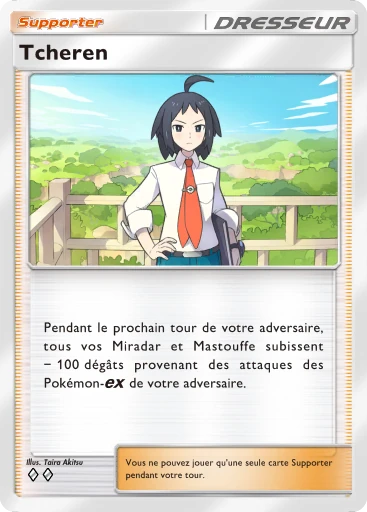 Supporter
DRESSEUR
Tcheren
Pendant le prochain tour de votre adversaire,
tous vos Miradar et Mastouffe subissent
− 100 dégâts provenant des attaques des
Pokémon-ex de votre adversaire.
Illus. Taira Akitsu
Vous ne pouvez jouer qu'une seule carte Supporter
pendant votre tour.